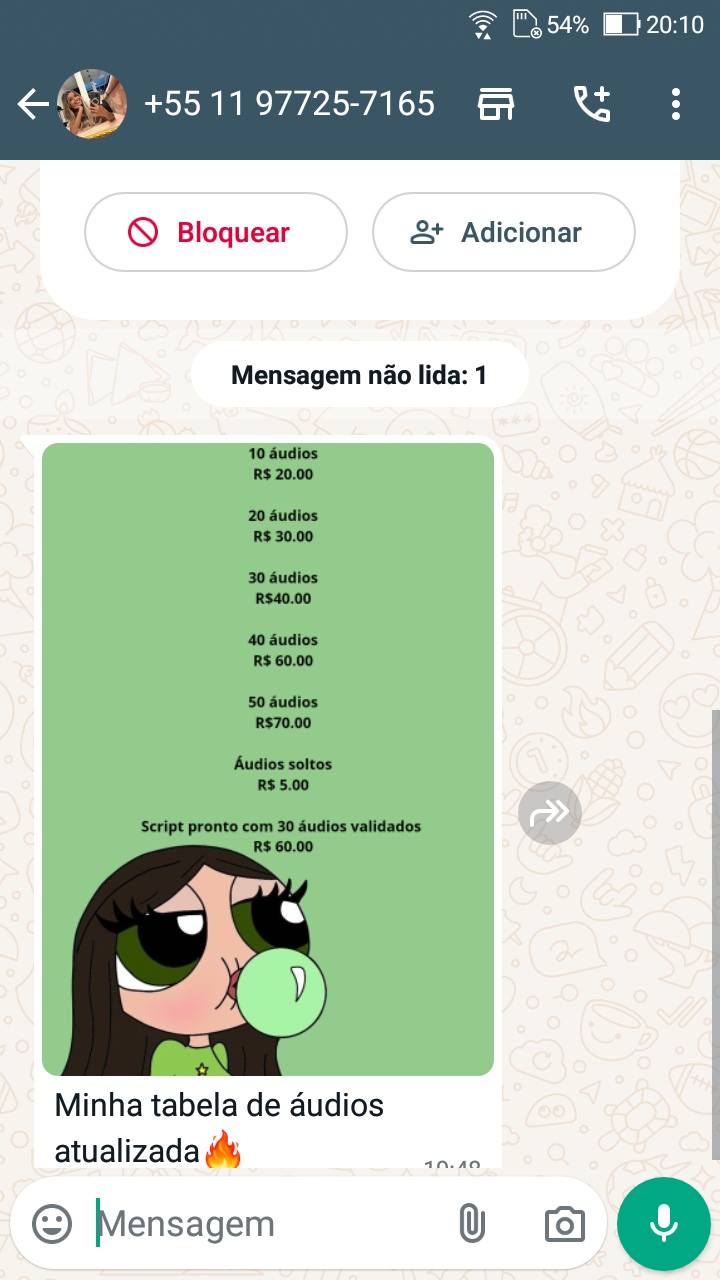 54%
20:10
+55 11 97725-7165
Bloquear
Adicionar
Mensagem não lida: 1
10 áudios
R$ 20.00
20 áudios
R$ 30.00
30 áudios
R$40.00
40 áudios
R$ 60.00
50 áudios
R$70.00
Áudios soltos
R$ 5.00
Script pronto com 30 áudios validados
R$ 60.00
Minha tabela de áudios
atualizada🔥
Mensagem